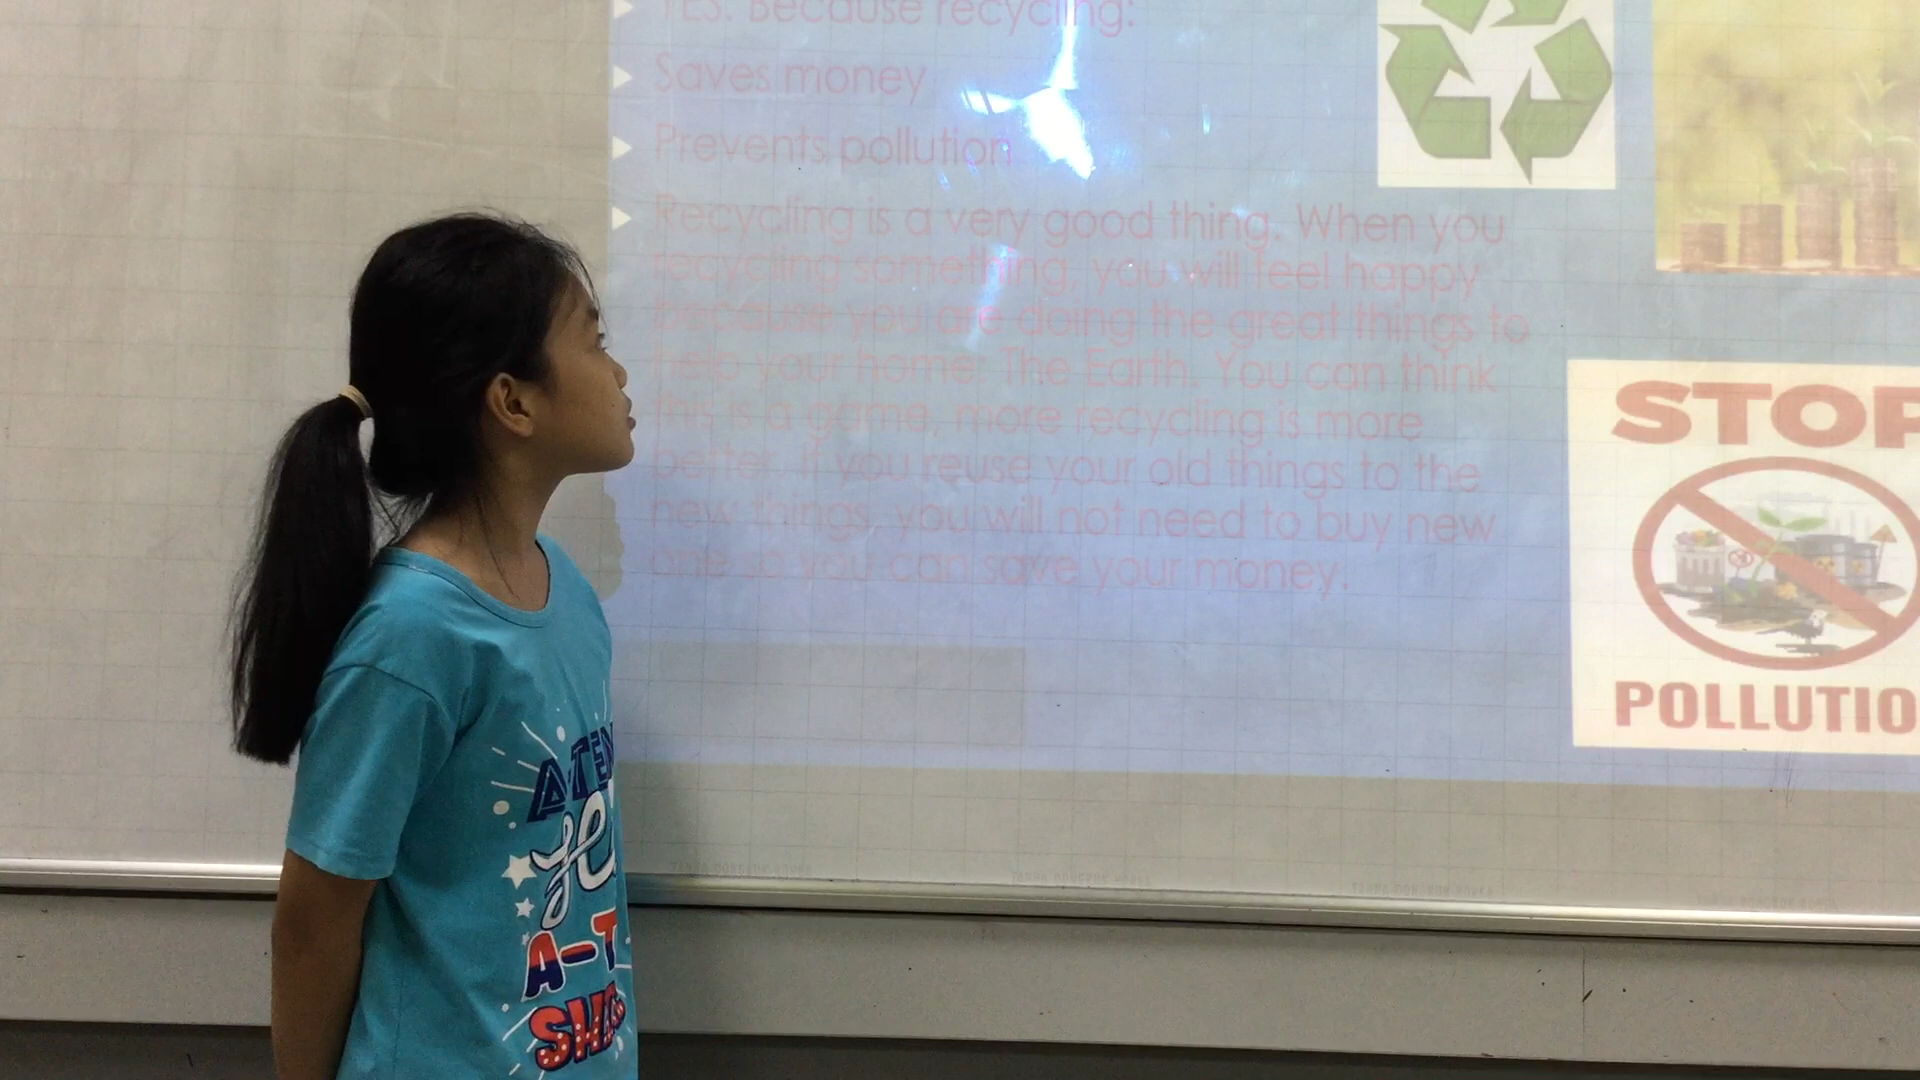 YES. Because recycling:
Saves money
Prevents pollution
Recycling is a very good thing. When you
recycling something, you will feel happy
because you are doing the great things to
help your home: The Earth. You can think
this is a game, more recycling is more
better. If you reuse your old things to the
new things, you will not need to buy new
one so you can save your money.
STOP
POLLUTIO
A-TEN
A-T